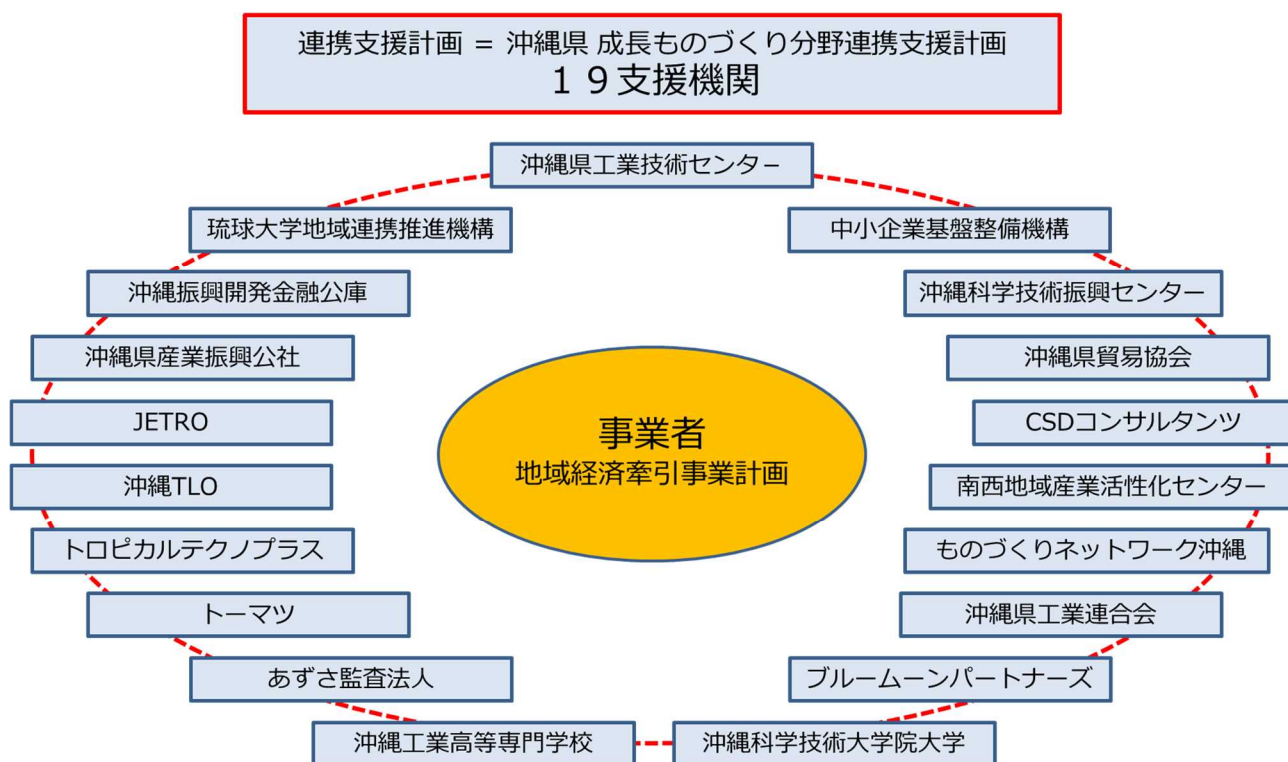 連携支援計画 = 沖縄県 成長ものづくり分野連携支援計画
１９支援機関
沖縄県工業技術センター
琉球大学地域連携推進機構
中小企業基盤整備機構
沖縄振興開発金融公庫
沖縄科学技術振興センター
沖縄県産業振興公社
沖縄県貿易協会
JETRO
CSDコンサルタンツ
事業者
地域経済牽引事業計画
沖縄TLO
南西地域産業活性化センター
トロピカルテクノプラス
ものづくりネットワーク沖縄
トーマツ
沖縄県工業連合会
あずさ監査法人
ブルームーンパートナーズ
沖縄工業高等専門学校
沖縄科学技術大学院大学